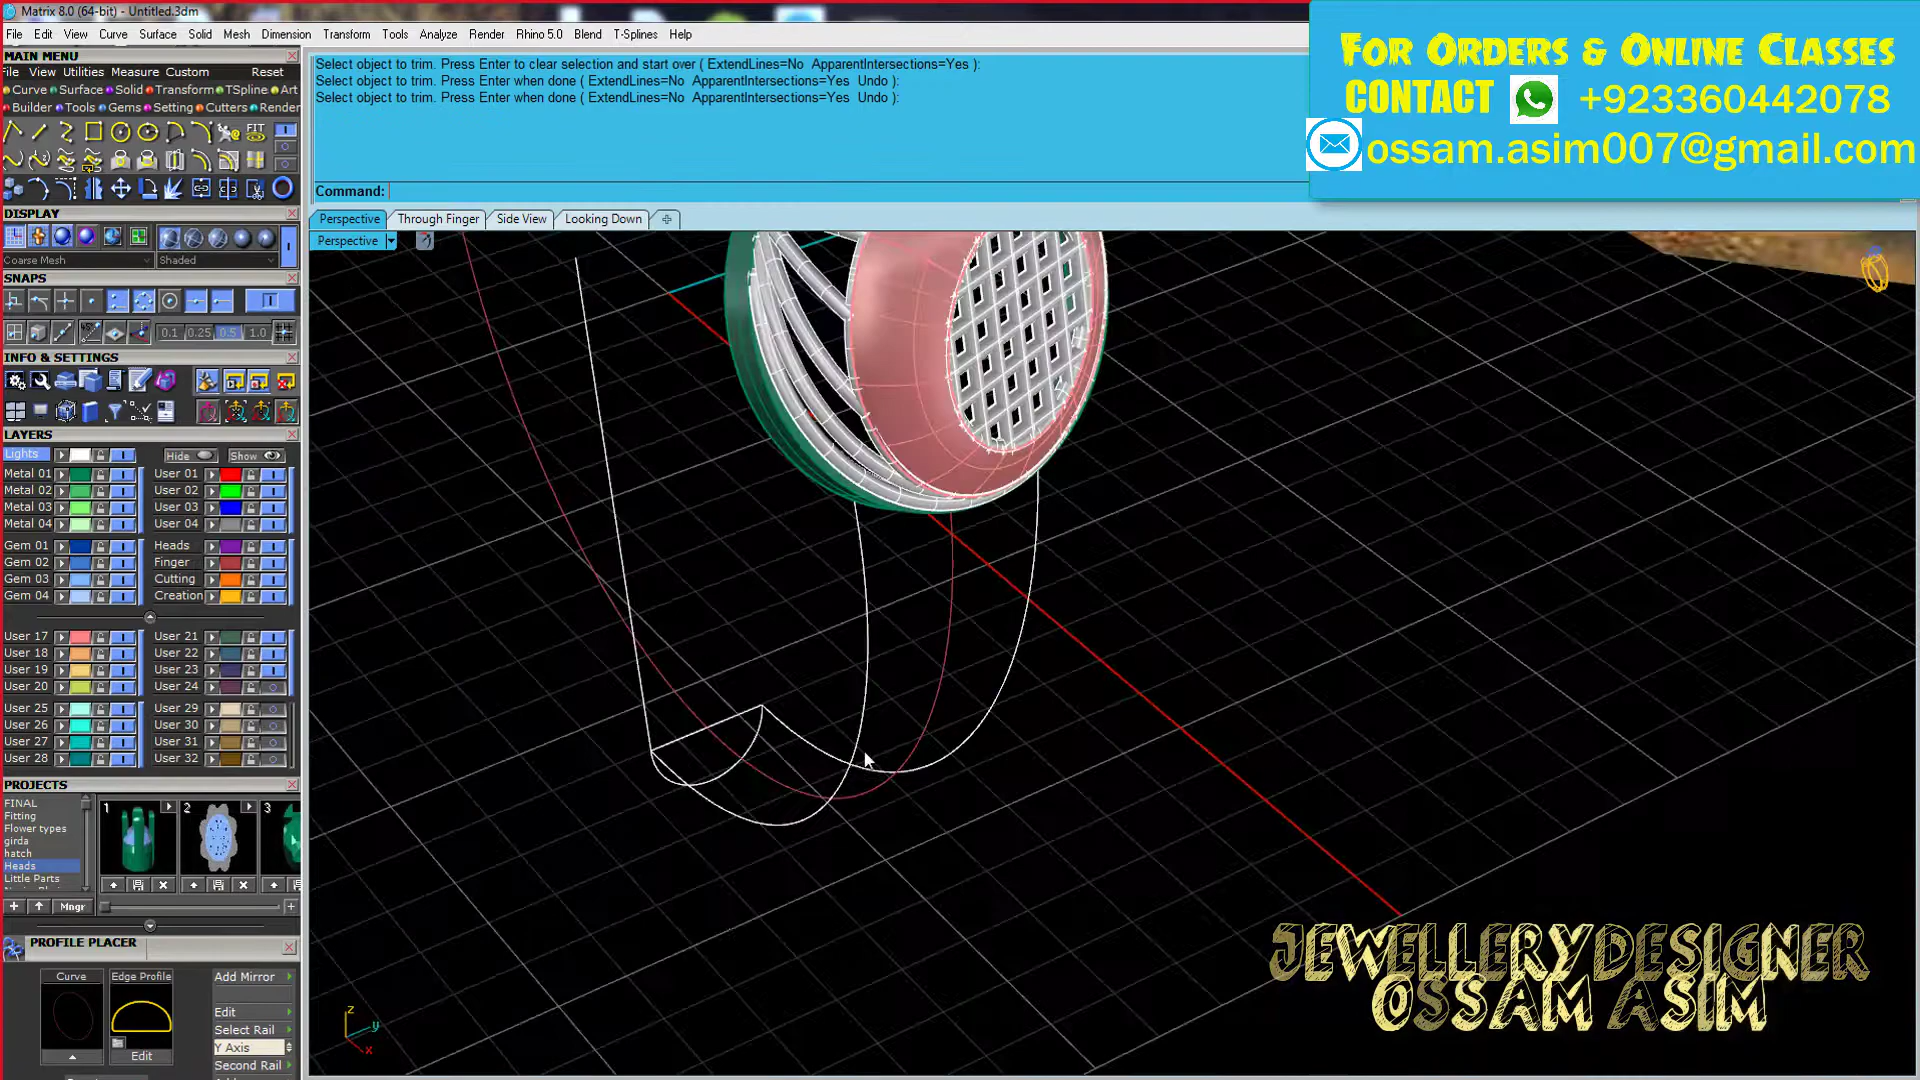 Matrix 8.0 (64-bit) - Untitled.3dm
File Edit View Curve Surface Solid Mesh Dimension Transform Tools Analyze Render Rhino 5.0 Blend T-Splines Help
FOR ORDERS & ONLINE CLASSES
CONTACT +923360442078
ossam.asim007@gmail.com
MAIN MENU
File View Utilities Measure Custom Reset
Curve Surface Solid Transform TSpline Art
Builder Tools Gems Setting Cutters Render
FIT
Select object to trim. Press Enter to clear selection and start over ( ExtendLines=No ApparentIntersections=Yes ):
Select object to trim. Press Enter when done ( ExtendLines=No ApparentIntersections=Yes Undo ):
Select object to trim. Press Enter when done ( ExtendLines=No ApparentIntersections=Yes Undo ):
Command:
Perspective Through Finger Side View Looking Down
Perspective
DISPLAY
Coarse Mesh Shaded
SNAPS
0.1 0.25 0.5 1.0
INFO & SETTINGS
LAYERS
Lights Hide Show
Metal 01 User 01
Metal 02 User 02
Metal 03 User 03
Metal 04 User 04
Gem 01 Heads
Gem 02 Finger
Gem 03 Cutting
Gem 04 Creation
User 17 User 21
User 18 User 22
User 19 User 23
User 20 User 24
User 25 User 29
User 26 User 30
User 27 User 31
User 28 User 32
PROJECTS
FINAL
Fitting
Flower types
girda
hatch
Heads
Little Parts
1 2 3
Mngr
PROFILE PLACER
Curve Edge Profile Add Mirror
Edit
Select Rail
Y Axis
Second Rail
Edit
z
y
x
JEWELLERY DESIGNER
OSSAM ASIM